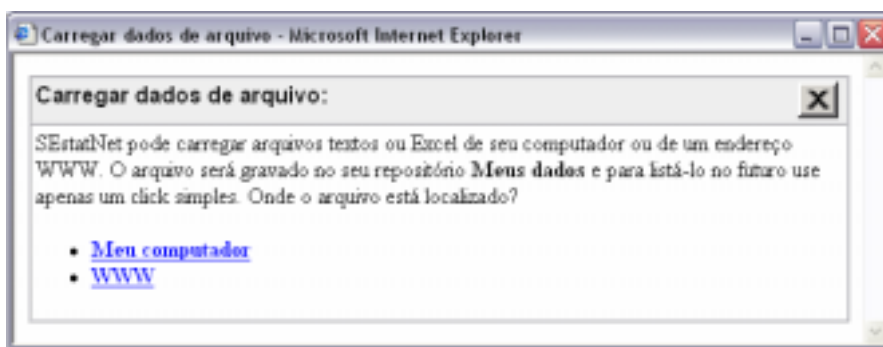 Carregar dados de arquivo - Microsoft Internet Explorer
Carregar dados de arquivo:
SEstatNet pode carregar arquivos textos ou Excel de seu computador ou de um endereço
WWW. O arquivo será gravado no seu repositório Meus dados e para listá-lo no futuro use
apenas um click simples. Onde o arquivo está localizado?
Meu computador
WWW